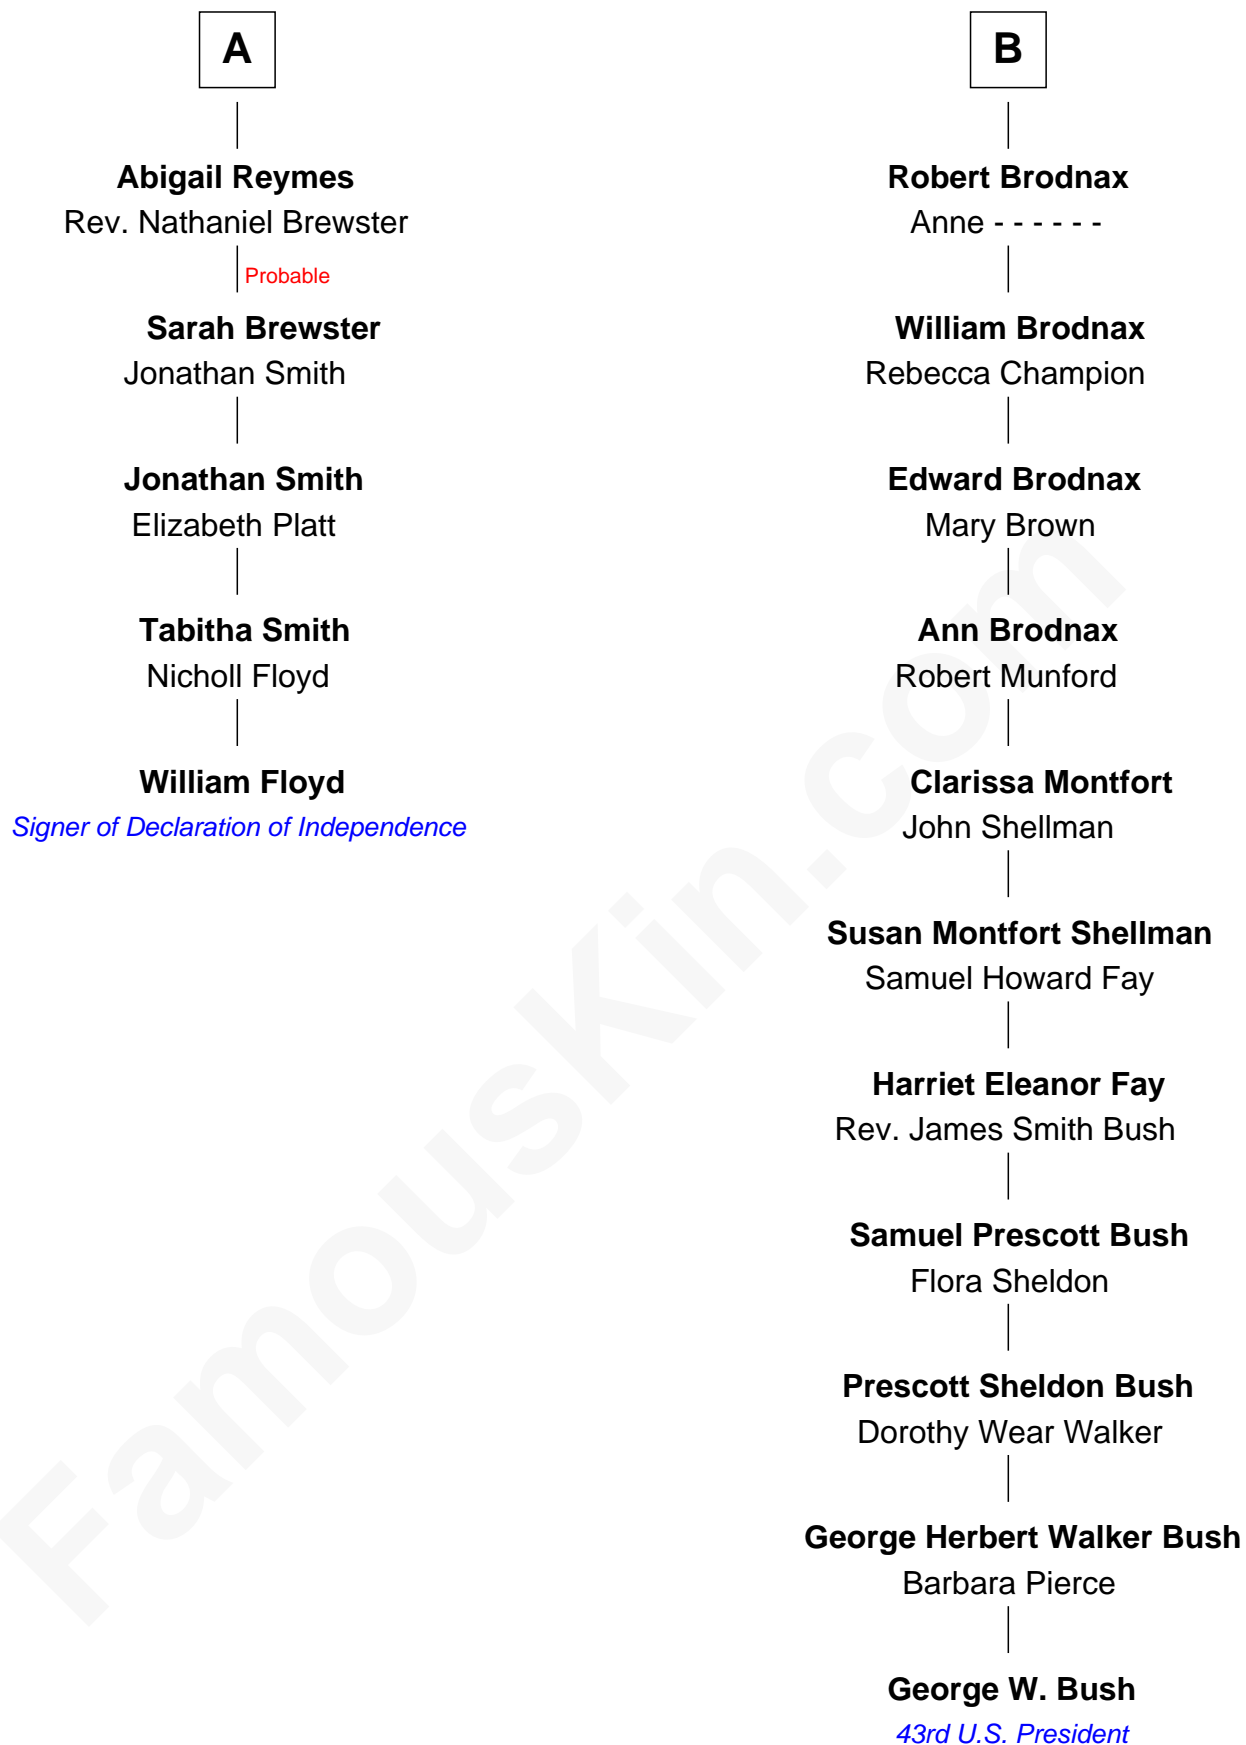 A
Abigail Reymes
Rev. Nathaniel Brewster
Probable
Sarah Brewster
Jonathan Smith
Jonathan Smith
Elizabeth Platt
Tabitha Smith
Nicholl Floyd
William Floyd
Signer of Declaration of Independence
B
Robert Brodnax
Anne - - - - - -
William Brodnax
Rebecca Champion
Edward Brodnax
Mary Brown
Ann Brodnax
Robert Munford
Clarissa Montfort
John Shellman
Susan Montfort Shellman
Samuel Howard Fay
Harriet Eleanor Fay
Rev. James Smith Bush
Samuel Prescott Bush
Flora Sheldon
Prescott Sheldon Bush
Dorothy Wear Walker
George Herbert Walker Bush
Barbara Pierce
George W. Bush
43rd U.S. President
FamousKin.com